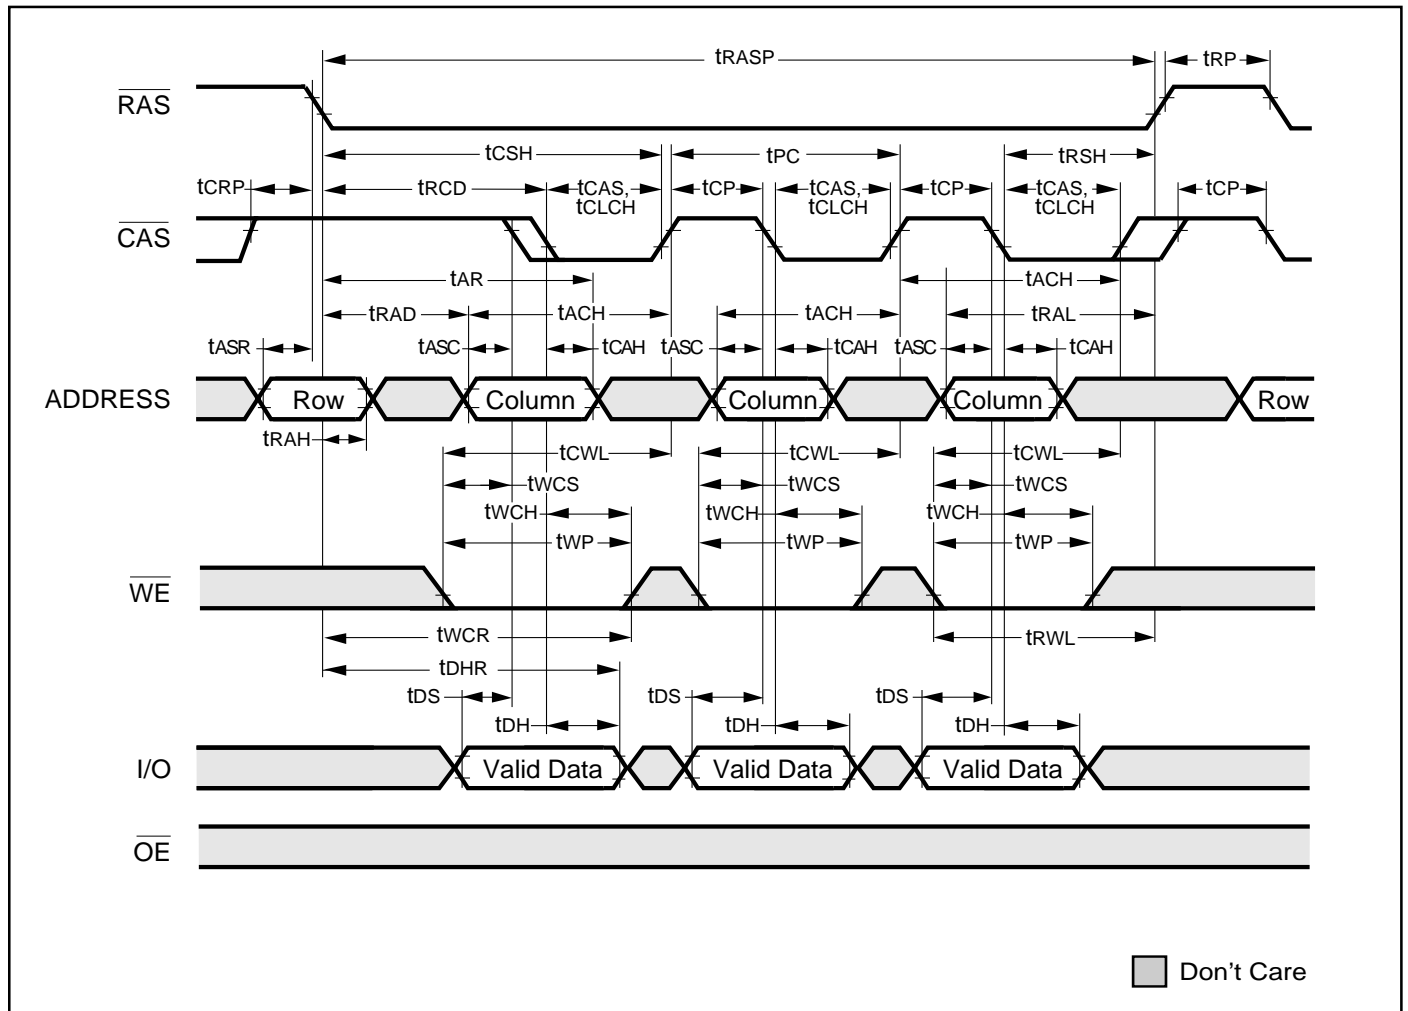 tRASP tRP
RAS
tCSH tPC tRSH
tCRP tRCD tCAS, tCP tCAS, tCP tCAS, tCP
tCLCH tCLCH tCLCH
CAS
tAR tACH
tRAD tACH tACH tRAL
tASR tASC tCAH tASC tCAH tASC tCAH
ADDRESS Row Column Column Column Row
tRAH
tCWL tCWL tCWL
tWCS tWCS tWCS
tWCH tWCH tWCH
tWP tWP tWP
WE
tWCR tRWL
tDHR
tDS tDS tDS
tDH tDH tDH
I/O Valid Data Valid Data Valid Data
OE
Don't Care